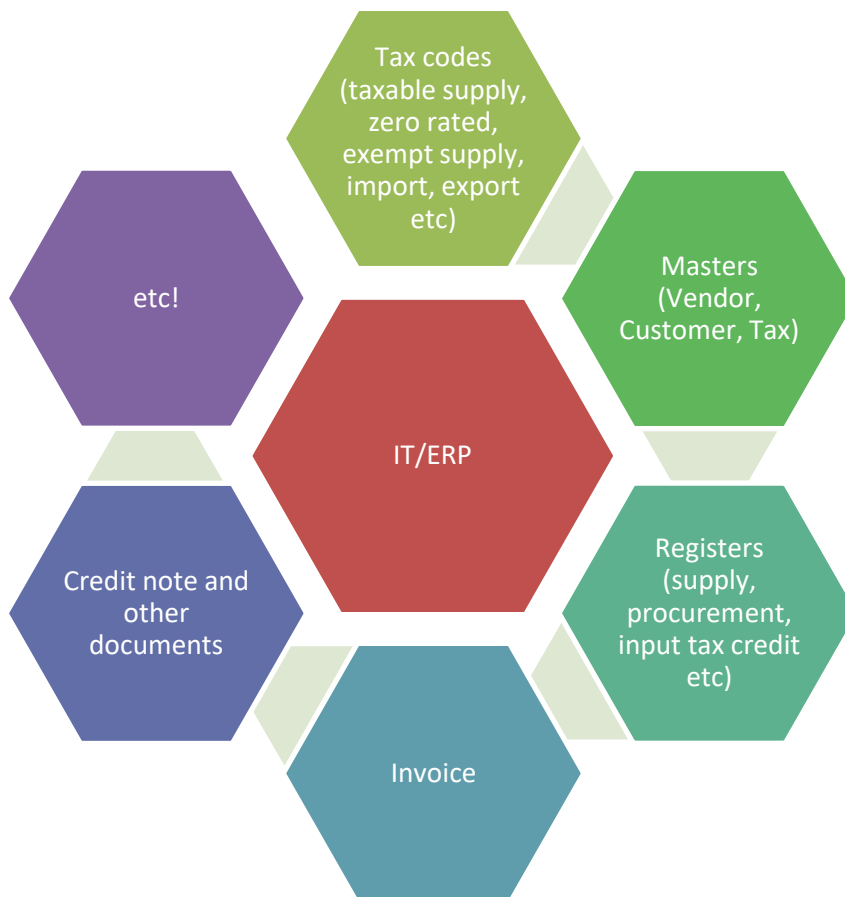 Tax codes
(taxable supply,
zero rated,
exempt supply,
import, export
etc)
Masters
(Vendor,
Customer, Tax)
Registers
(supply,
procurement,
input tax credit
etc)
Invoice
Credit note and
other
documents
etc!
IT/ERP